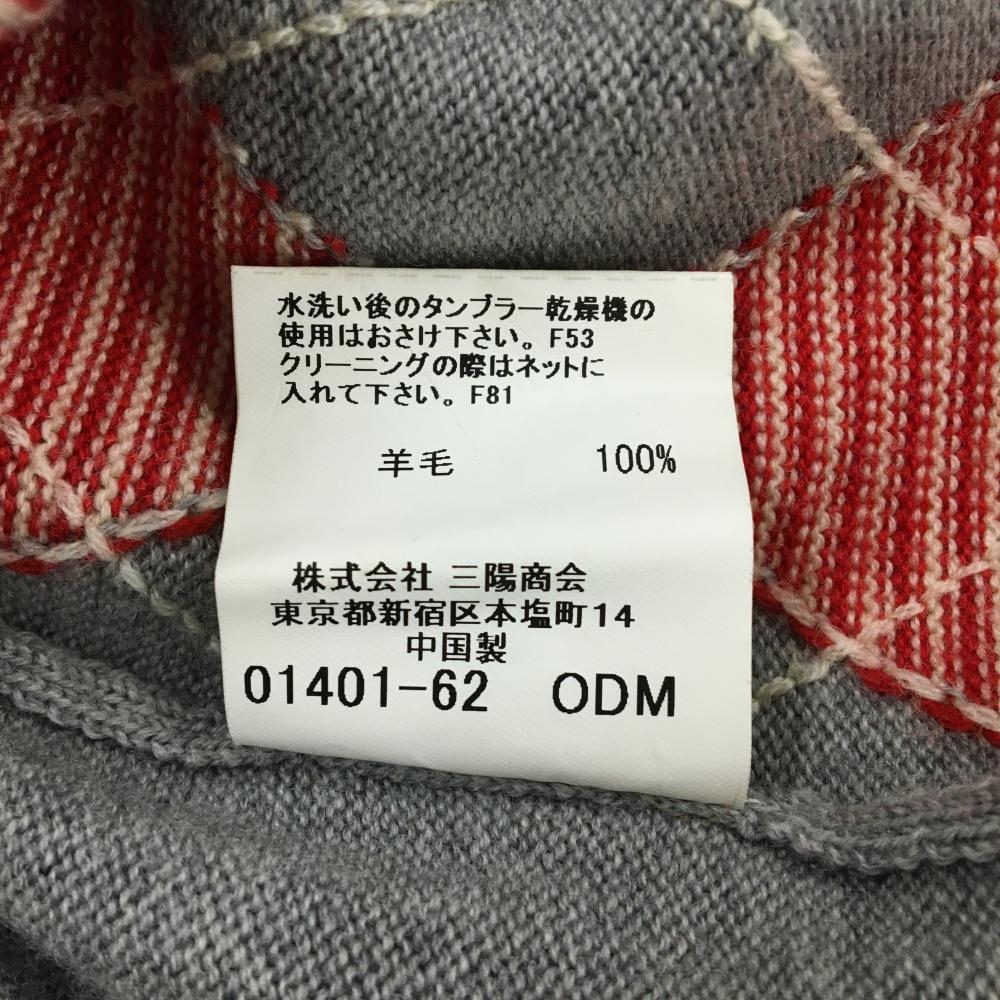 水洗い後のタンブラー乾燥機の
使用はおさけ下さい。F53
クリーニングの際はネットに
入れて下さい。F81
羊毛 100%
株式会社 三陽商会
東京都新宿区本塩町14
中国製
01401-62 ODM